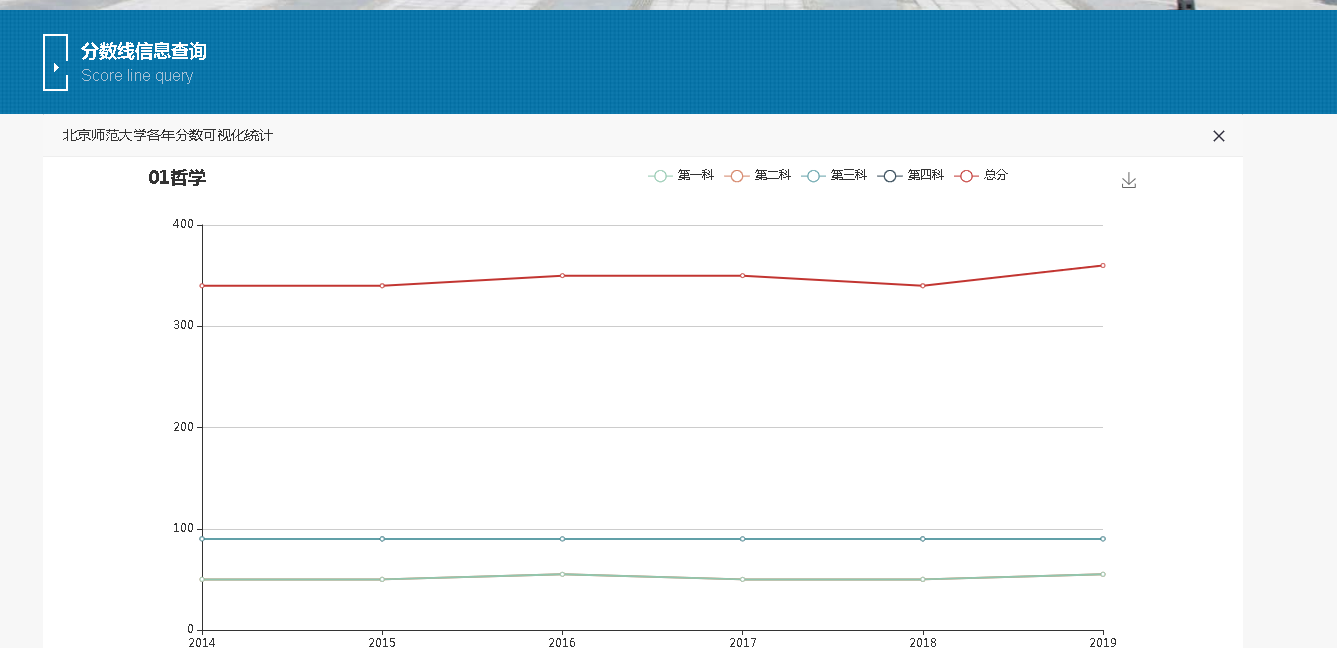 分数线信息查询
Score line query
北京师范大学各年分数可视化统计
01哲学
第一科 第二科 第三科 第四科 总分
400
300
200
100
0
2014 2015 2016 2017 2018 2019